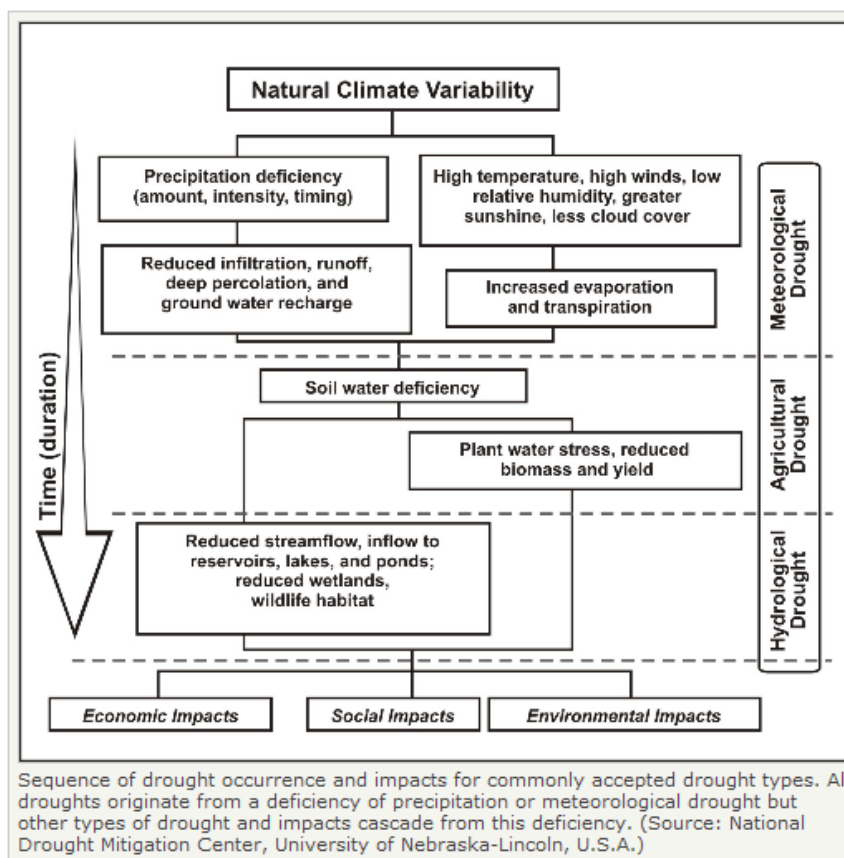 Natural Climate Variability
Precipitation deficiency
(amount, intensity, timing)
High temperature, high winds, low
relative humidity, greater
sunshine, less cloud cover
Reduced infiltration, runoff,
deep percolation, and
ground water recharge
Increased evaporation
and transpiration
Meteorological
Drought
Time (duration)
Soil water deficiency
Plant water stress, reduced
biomass and yield
Agricultural
Drought
Reduced streamflow, inflow to
reservoirs, lakes, and ponds;
reduced wetlands,
wildlife habitat
Hydrological
Drought
Economic Impacts
Social Impacts
Environmental Impacts
Sequence of drought occurrence and impacts for commonly accepted drought types. Al
droughts originate from a deficiency of precipitation or meteorological drought but
other types of drought and impacts cascade from this deficiency. (Source: National
Drought Mitigation Center, University of Nebraska-Lincoln, U.S.A.)